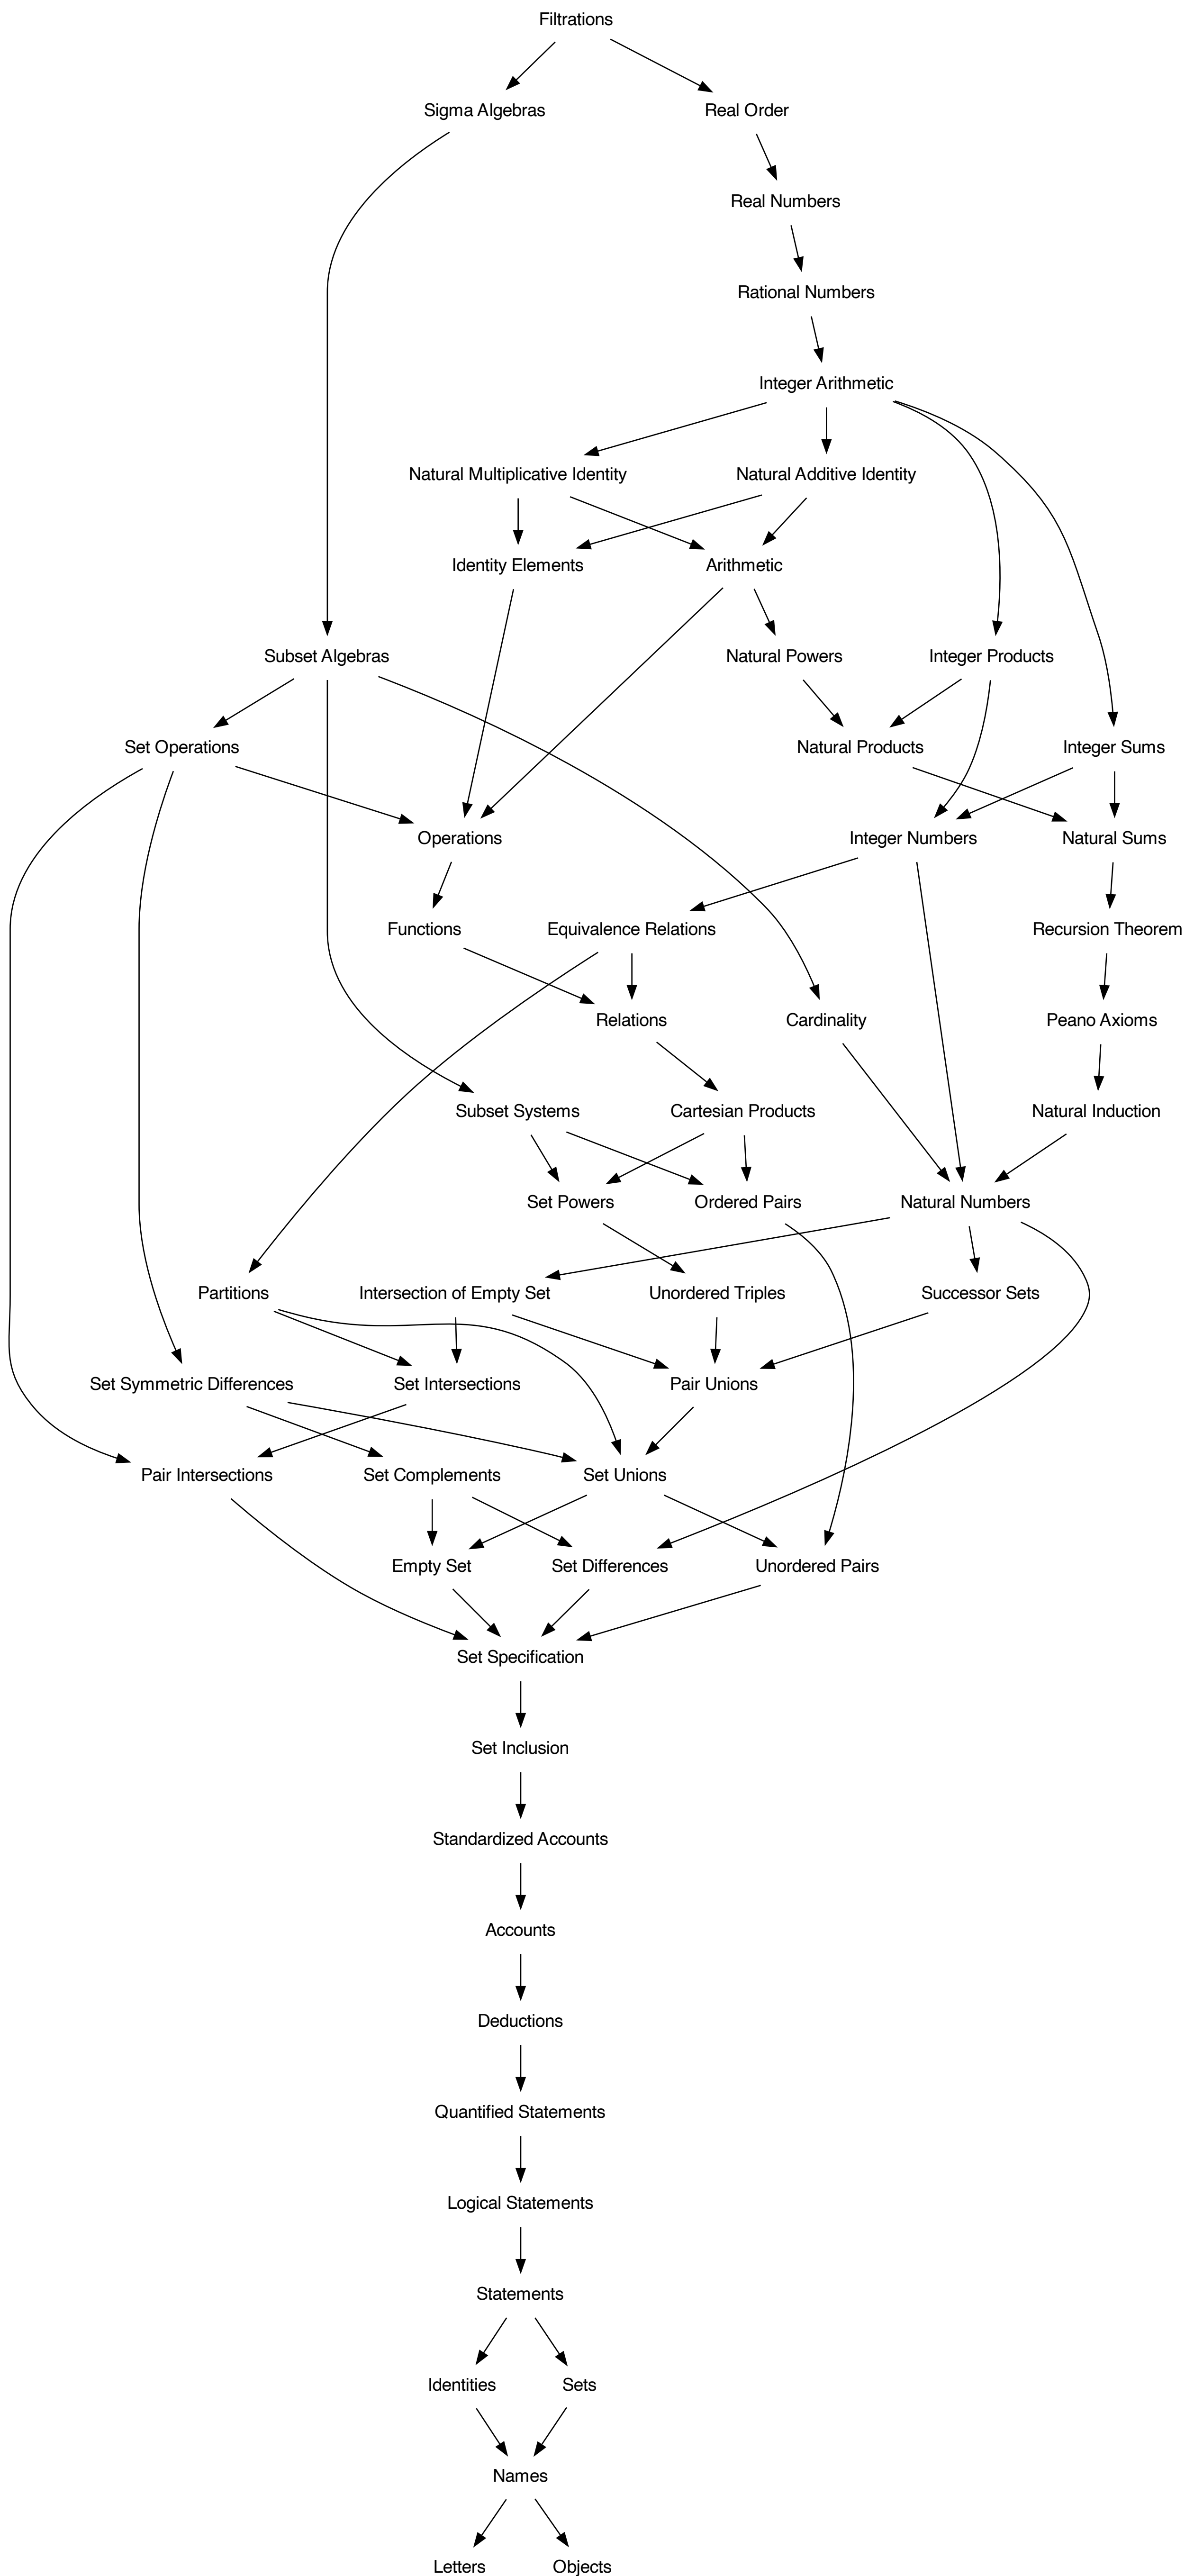 Filtrations
Sigma Algebras
Real Order
Real Numbers
Rational Numbers
Integer Arithmetic
Natural Multiplicative Identity
Natural Additive Identity
Identity Elements
Arithmetic
Subset Algebras
Natural Powers
Integer Products
Set Operations
Natural Products
Integer Sums
Operations
Integer Numbers
Natural Sums
Functions
Equivalence Relations
Recursion Theorem
Relations
Cardinality
Peano Axioms
Subset Systems
Cartesian Products
Natural Induction
Set Powers
Ordered Pairs
Natural Numbers
Partitions
Intersection of Empty Set
Unordered Triples
Successor Sets
Set Symmetric Differences
Set Intersections
Pair Unions
Pair Intersections
Set Complements
Set Unions
Empty Set
Set Differences
Unordered Pairs
Set Specification
Set Inclusion
Standardized Accounts
Accounts
Deductions
Quantified Statements
Logical Statements
Statements
Identities
Sets
Names
Letters
Objects